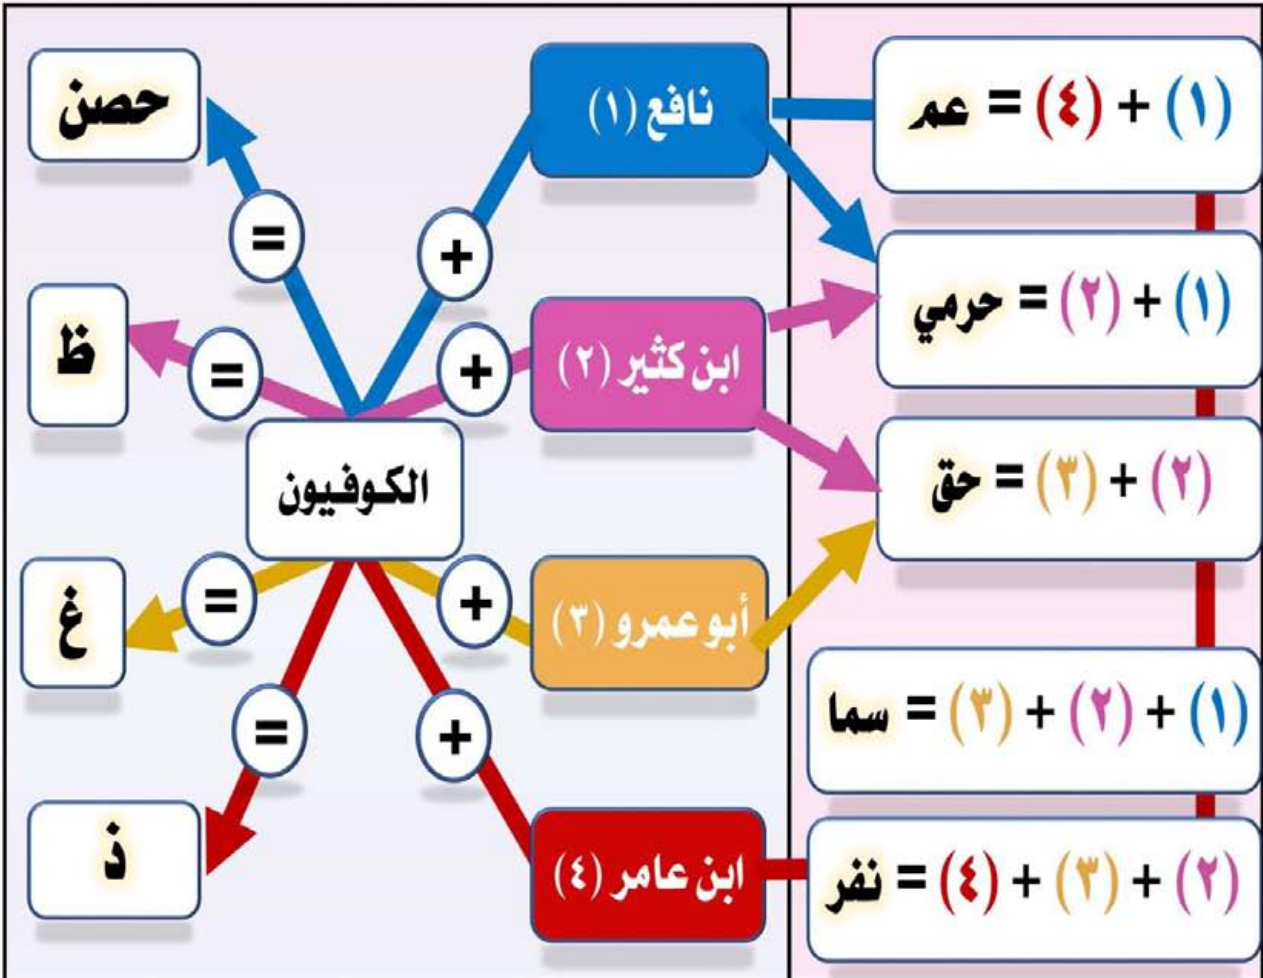 (١) + (٤) = عم
(١) + (٢) = حرمي
(٢) + (٣) = حق
(١) + (٢) + (٣) = سما
(٢) + (٣) + (٤) = نفر
نافع (١)
ابن كثير (٢)
أبو عمرو (٣)
ابن عامر (٤)
+
+
+
+
الكوفيون
=
=
=
=
حصن
ظ
غ
ذ